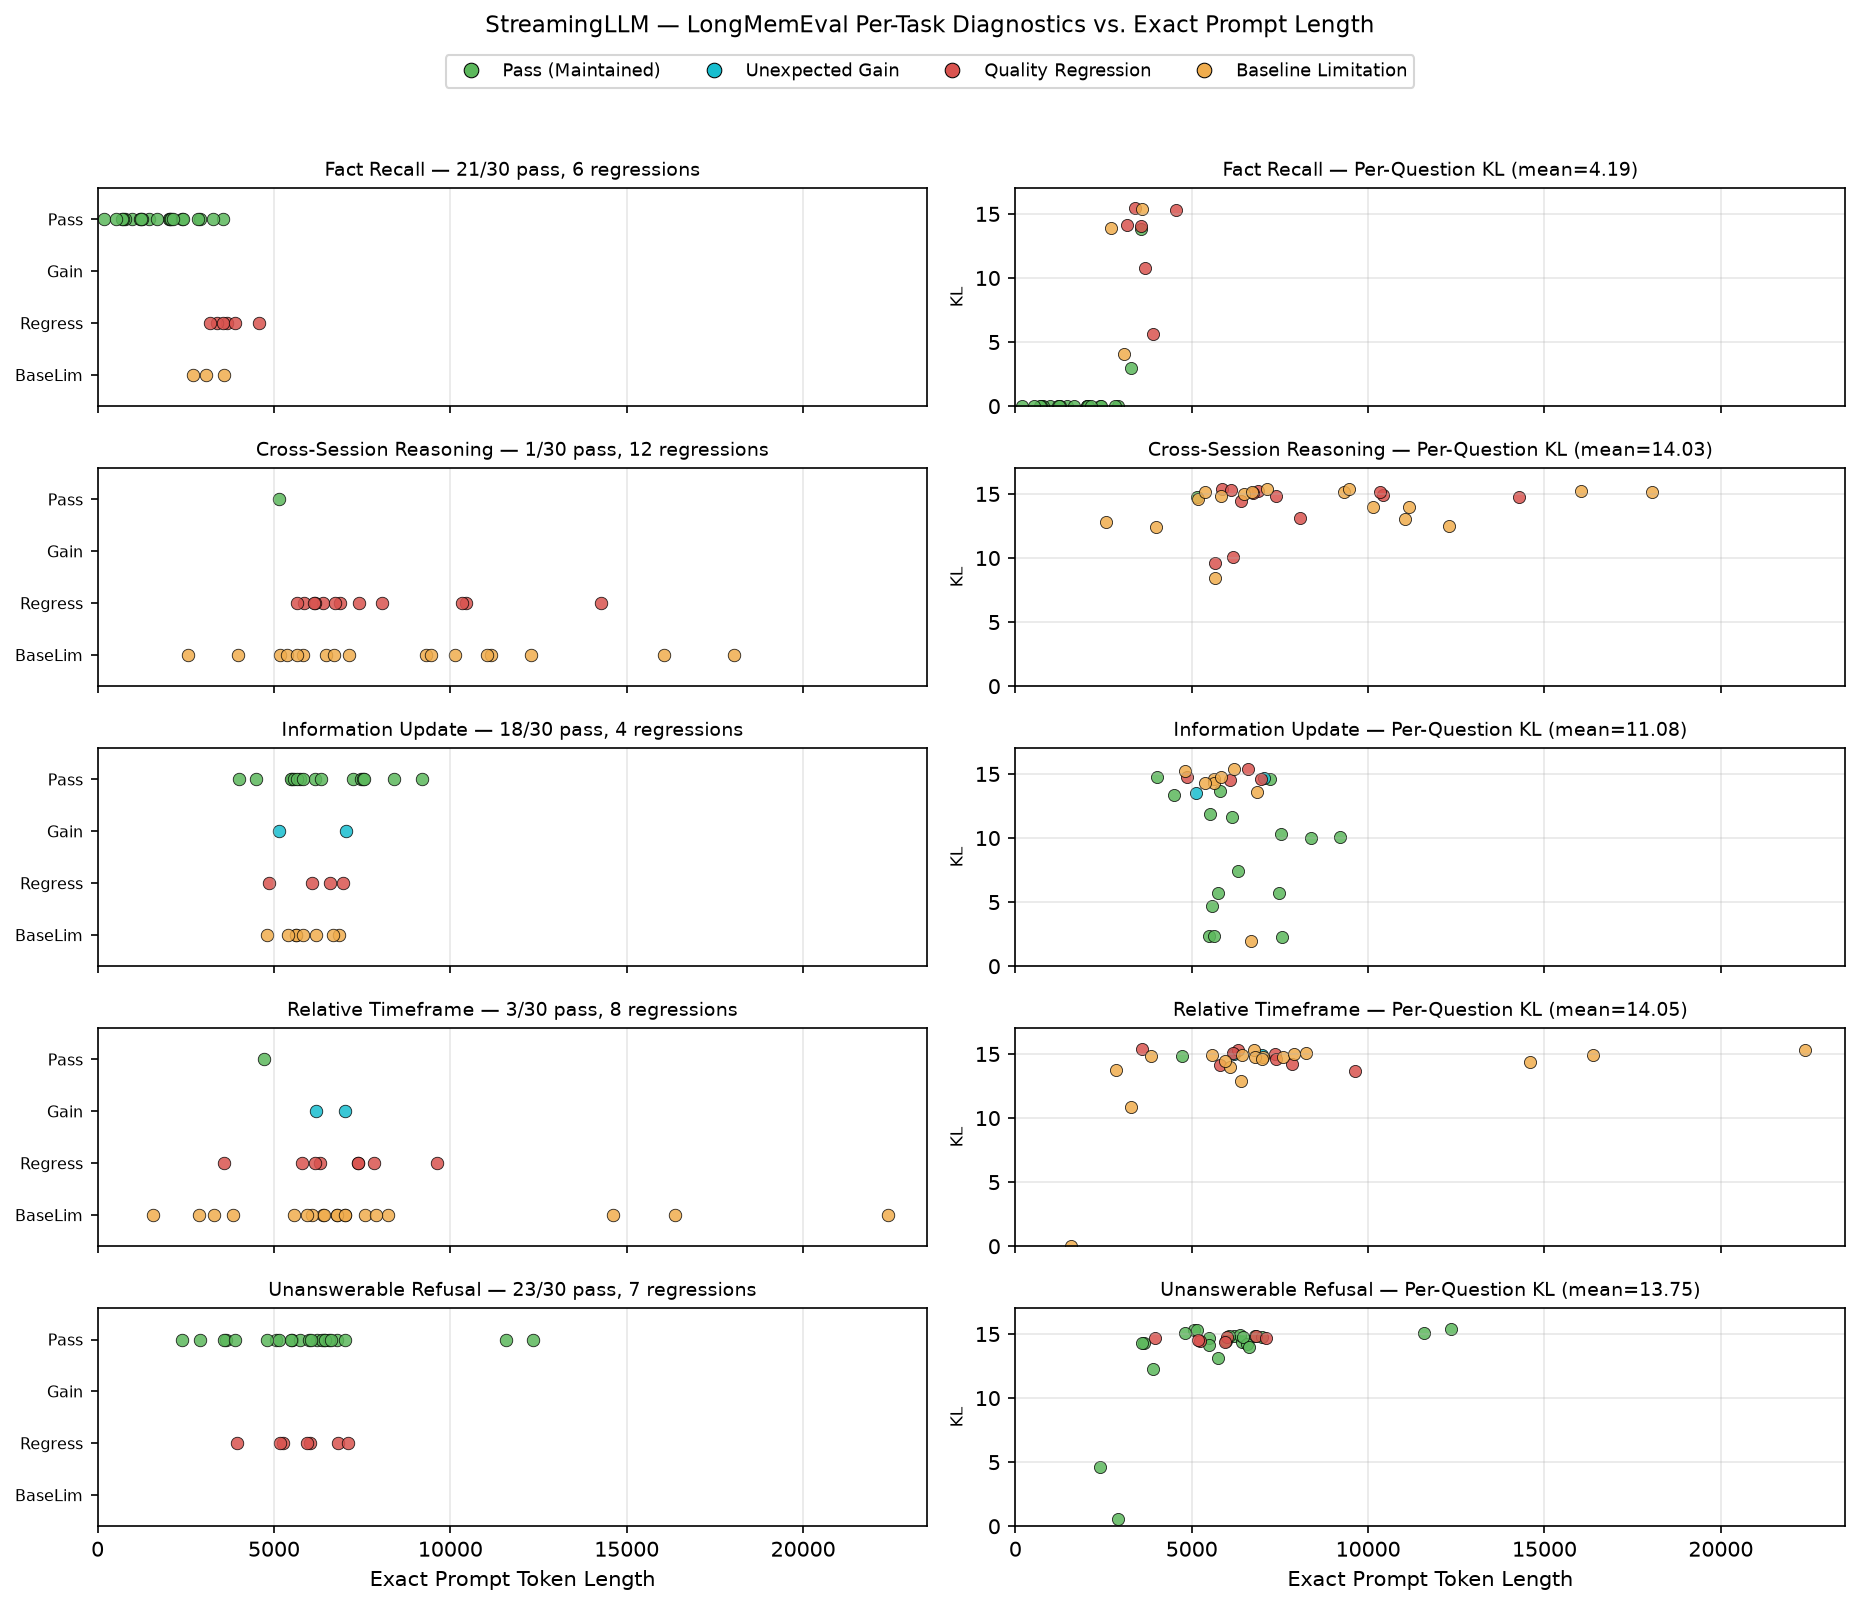 StreamingLLM — LongMemEval Per-Task Diagnostics vs. Exact Prompt Length
Pass (Maintained) Unexpected Gain Quality Regression Baseline Limitation
Fact Recall — 21/30 pass, 6 regressions
Pass
Gain
Regress
BaseLim
Fact Recall — Per-Question KL (mean=4.19)
KL
15
10
5
0
Cross-Session Reasoning — 1/30 pass, 12 regressions
Pass
Gain
Regress
BaseLim
Cross-Session Reasoning — Per-Question KL (mean=14.03)
KL
15
10
5
0
Information Update — 18/30 pass, 4 regressions
Pass
Gain
Regress
BaseLim
Information Update — Per-Question KL (mean=11.08)
KL
15
10
5
0
Relative Timeframe — 3/30 pass, 8 regressions
Pass
Gain
Regress
BaseLim
Relative Timeframe — Per-Question KL (mean=14.05)
KL
15
10
5
0
Unanswerable Refusal — 23/30 pass, 7 regressions
Pass
Gain
Regress
BaseLim
0 5000 10000 15000 20000
Exact Prompt Token Length
Unanswerable Refusal — Per-Question KL (mean=13.75)
KL
15
10
5
0
0 5000 10000 15000 20000
Exact Prompt Token Length